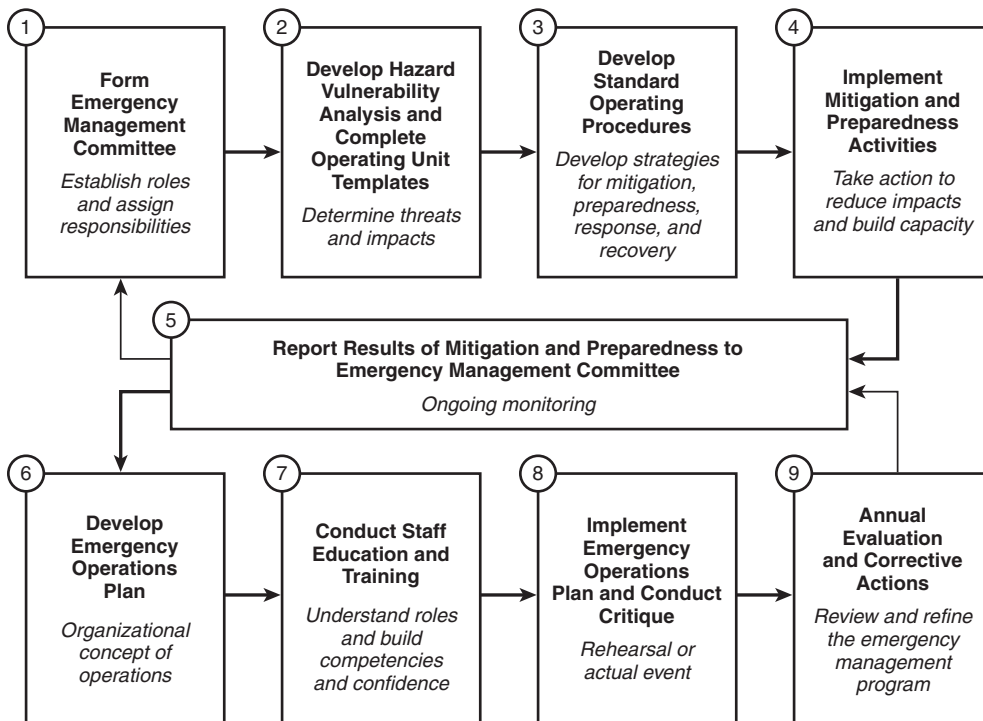 1
Form
Emergency
Management
Committee
Establish roles
and assign
responsibilities
2
Develop Hazard
Vulnerability
Analysis and
Complete
Operating Unit
Templates
Determine threats
and impacts
3
Develop
Standard
Operating
Procedures
Develop strategies
for mitigation,
preparedness,
response, and
recovery
4
Implement
Mitigation and
Preparedness
Activities
Take action to
reduce impacts
and build capacity
5
Report Results of Mitigation and Preparedness to
Emergency Management Committee
Ongoing monitoring
6
Develop
Emergency
Operations
Plan
Organizational
concept of
operations
7
Conduct Staff
Education and
Training
Understand roles
and build
competencies
and confidence
8
Implement
Emergency
Operations
Plan and Conduct
Critique
Rehearsal or
actual event
9
Annual
Evaluation
and Corrective
Actions
Review and refine
the emergency
management
program